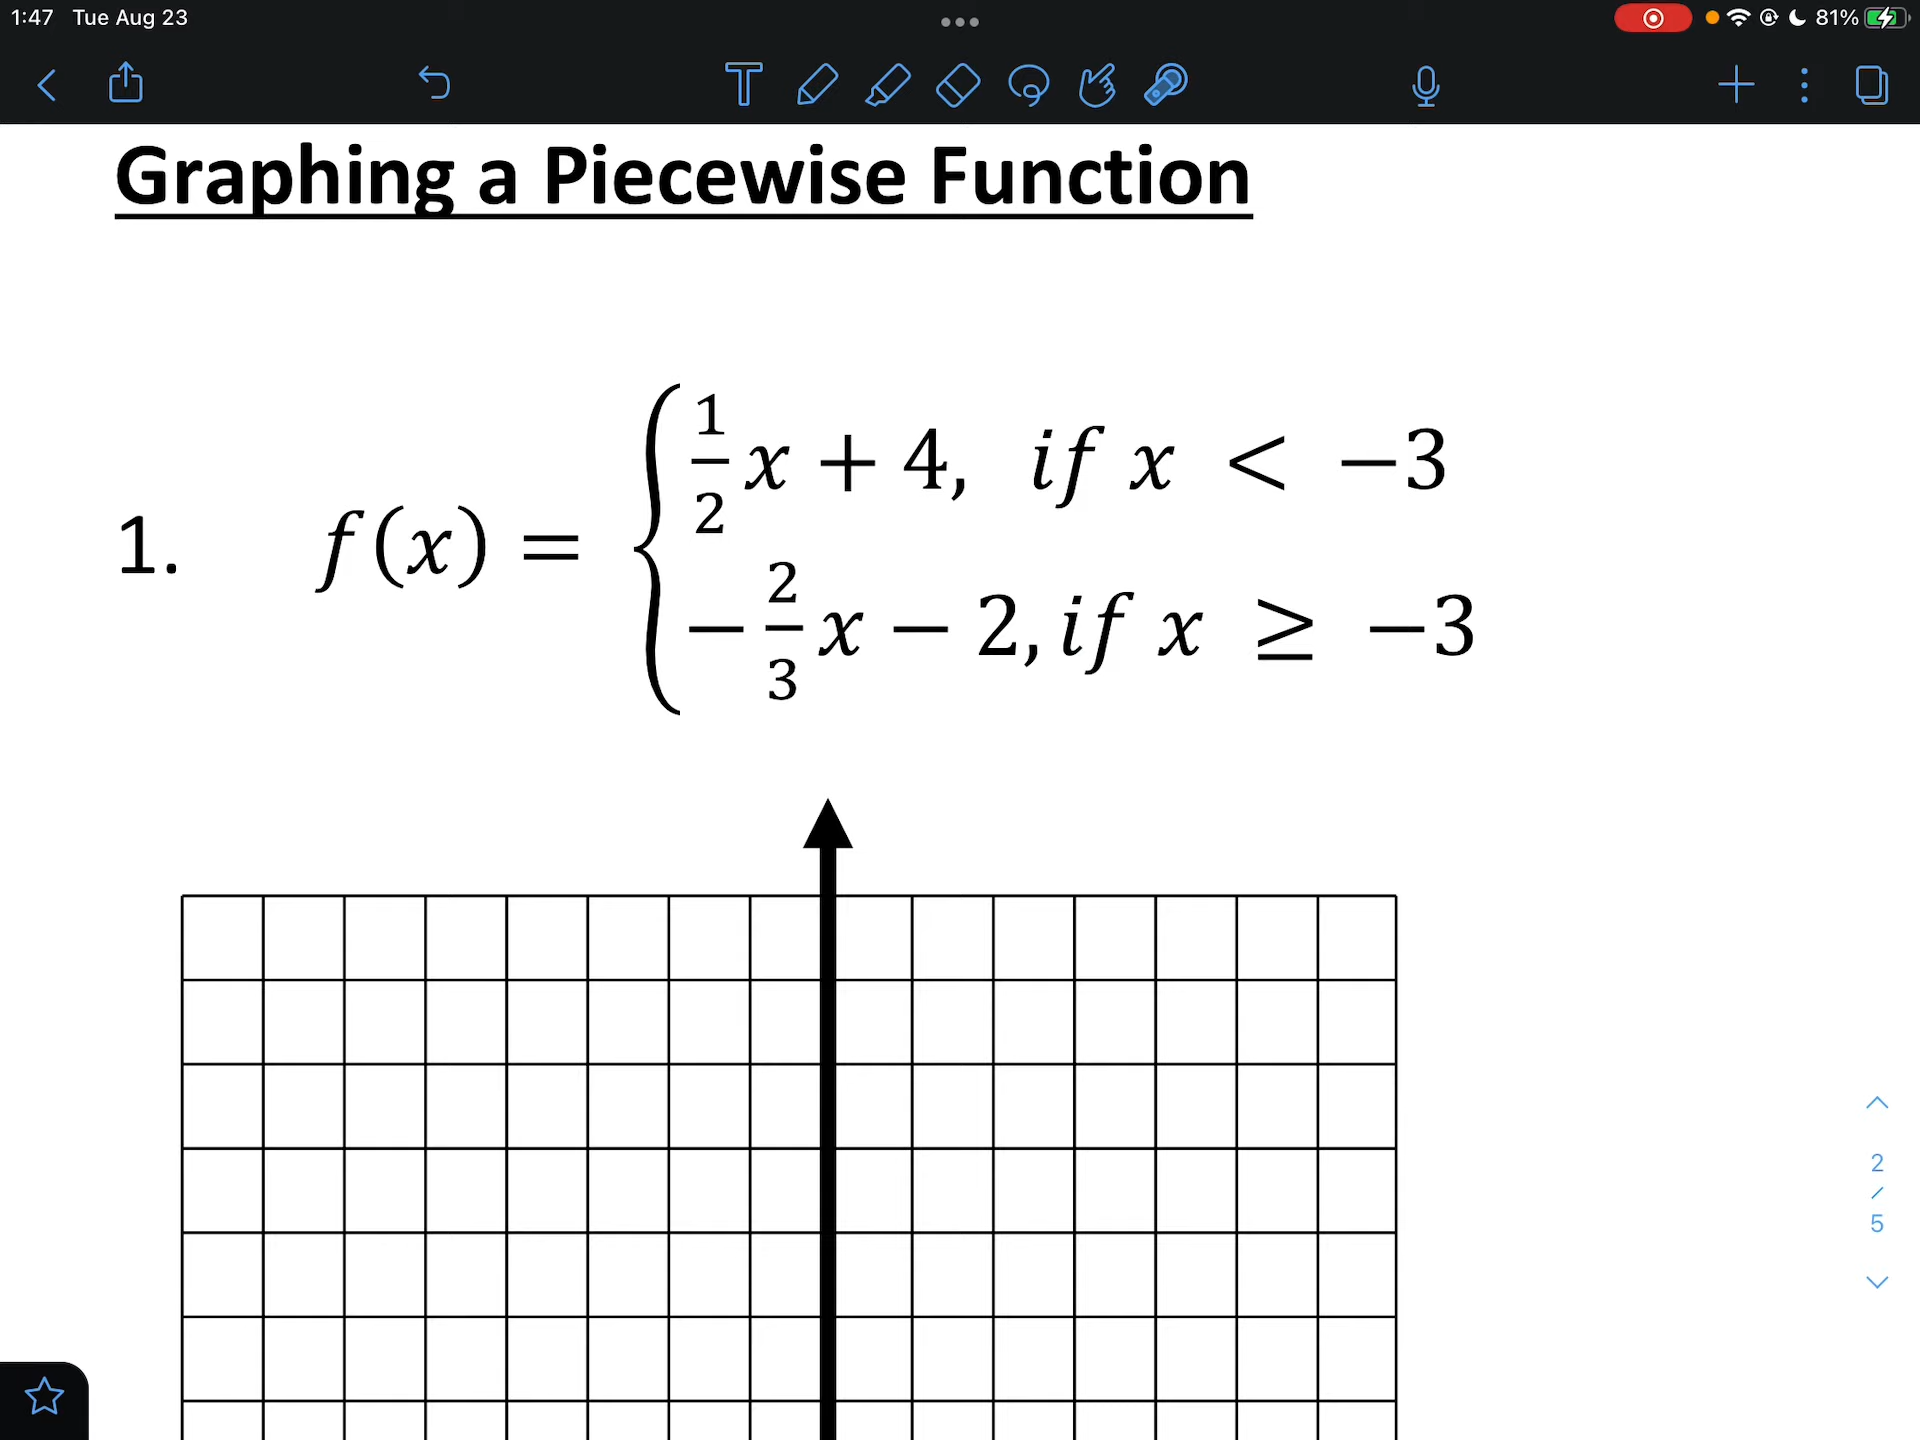 1:47 Tue Aug 23
81%
T
Graphing a Piecewise Function
1. f(x) = { 1/2 x + 4, if x < −3
−2/3 x − 2, if x ≥ −3
2
/
5